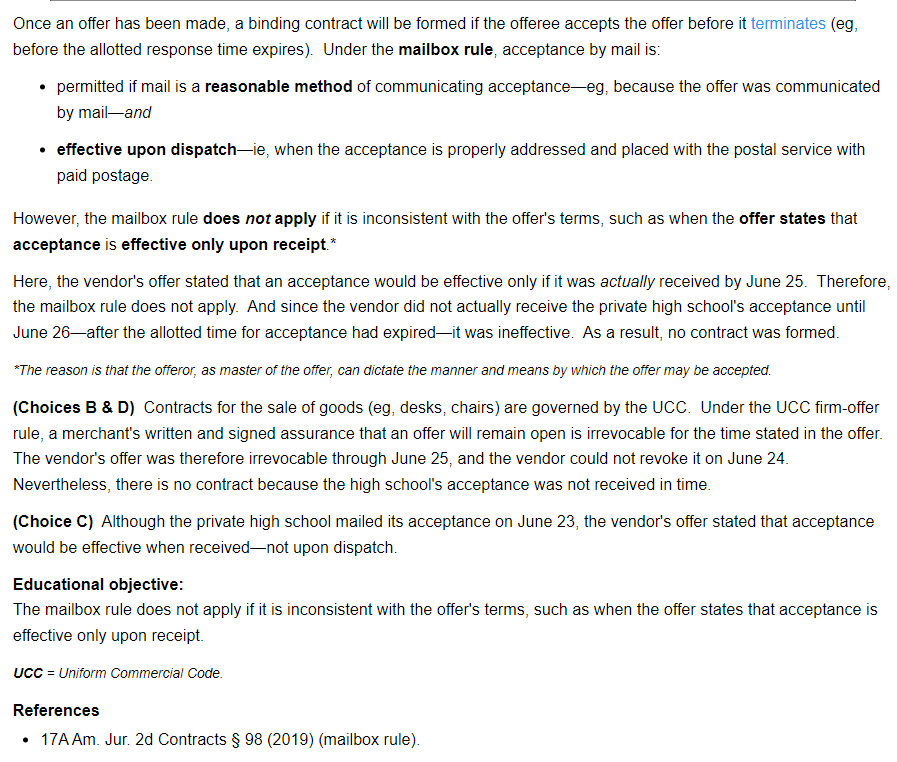 Once an offer has been made, a binding contract will be formed if the offeree accepts the offer before it terminates (eg,
before the allotted response time expires).  Under the mailbox rule, acceptance by mail is:
• permitted if mail is a reasonable method of communicating acceptance—eg, because the offer was communicated
by mail—and
• effective upon dispatch—ie, when the acceptance is properly addressed and placed with the postal service with
paid postage.
However, the mailbox rule does not apply if it is inconsistent with the offer's terms, such as when the offer states that
acceptance is effective only upon receipt.*
Here, the vendor's offer stated that an acceptance would be effective only if it was actually received by June 25.  Therefore,
the mailbox rule does not apply.  And since the vendor did not actually receive the private high school's acceptance until
June 26—after the allotted time for acceptance had expired—it was ineffective.  As a result, no contract was formed.
*The reason is that the offeror, as master of the offer, can dictate the manner and means by which the offer may be accepted.
(Choices B & D)  Contracts for the sale of goods (eg, desks, chairs) are governed by the UCC.  Under the UCC firm-offer
rule, a merchant's written and signed assurance that an offer will remain open is irrevocable for the time stated in the offer.
The vendor's offer was therefore irrevocable through June 25, and the vendor could not revoke it on June 24.
Nevertheless, there is no contract because the high school's acceptance was not received in time.
(Choice C)  Although the private high school mailed its acceptance on June 23, the vendor's offer stated that acceptance
would be effective when received—not upon dispatch.
Educational objective:
The mailbox rule does not apply if it is inconsistent with the offer's terms, such as when the offer states that acceptance is
effective only upon receipt.
UCC = Uniform Commercial Code.
References
• 17A Am. Jur. 2d Contracts § 98 (2019) (mailbox rule).